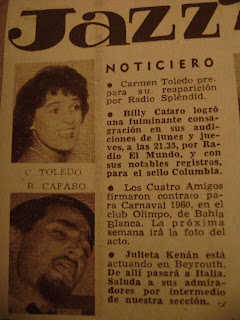 Jazz
NOTICIERO
● Carmen Toledo pre-
para su reaparición
por Radio Spléndid.
● Billy Cafaro logró
una fulminante consa-
gración en sus audi-
ciones de lunes y jue-
ves, a las 21.35, por Ra-
dio El Mundo, y con
sus notables registros,
para el sello Columbia.
● Los Cuatro Amigos
firmaron contrato para
Carnaval 1960, en el
club Olimpo, de Bahía
Blanca. La próxima
semana irá la foto del
acto.
● Julieta Kenán está
actuando en Beyrouth.
De allí pasará a Italia.
Saluda a sus admira-
dores por intermedio
de nuestra sección.
C. TOLEDO
B. CAFARO